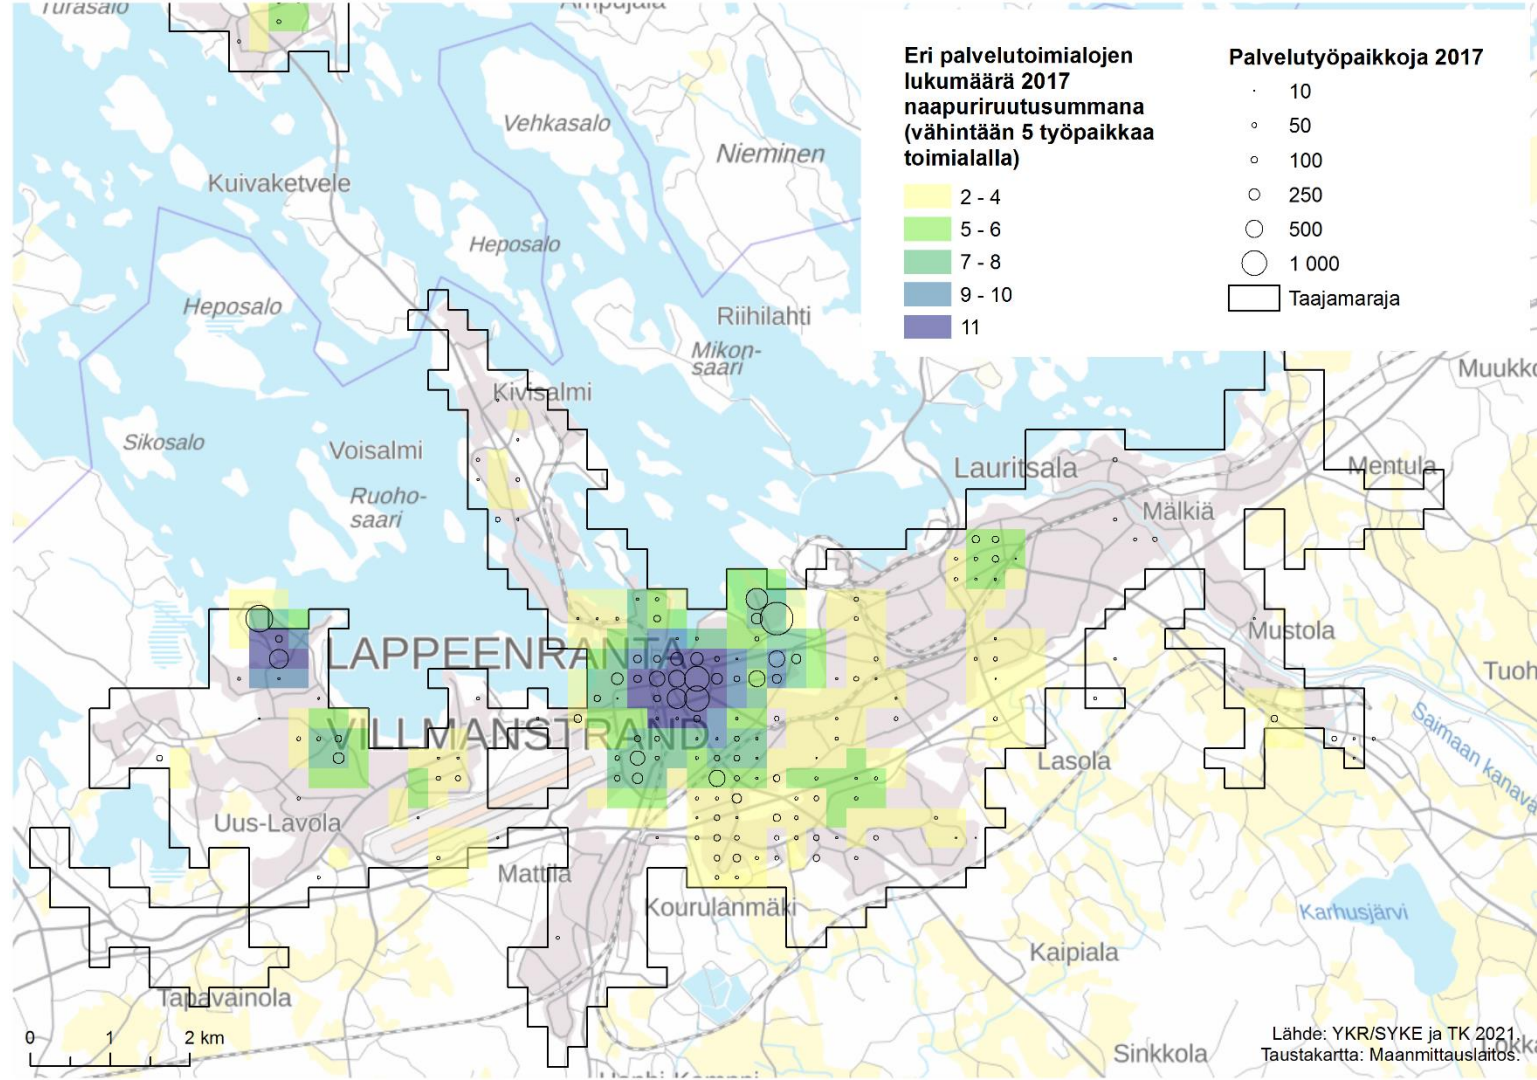 Turasalo
Ampujala
Eri palvelutoimialojen
lukumäärä 2017
naapuriruutusummana
(vähintään 5 työpaikkaa
toimialalla)
2 - 4
5 - 6
7 - 8
9 - 10
11
Palvelutyöpaikkoja 2017
10
50
100
250
500
1 000
Taajamaraja
Vehkasalo
Nieminen
Kuivaketvele
Heposalo
Heposalo
Riihilahti
Mikon-
saari
Muukko
Kivisalmi
Sikosalo
Voisalmi
Ruoho-
saari
Lauritsala
Mentula
Mälkiä
Mustola
LAPPEENRANTA
VILLMANSTRAND
Tuoh
Saimaan kanava
Lasola
Uus-Lavola
Mattila
Kourulanmäki
Karhusjärvi
Kaipiala
Tapavainola
0 1 2 km
Sinkkola
Lähde: YKR/SYKE ja TK 2021.
Taustakartta: Maanmittauslaitos.